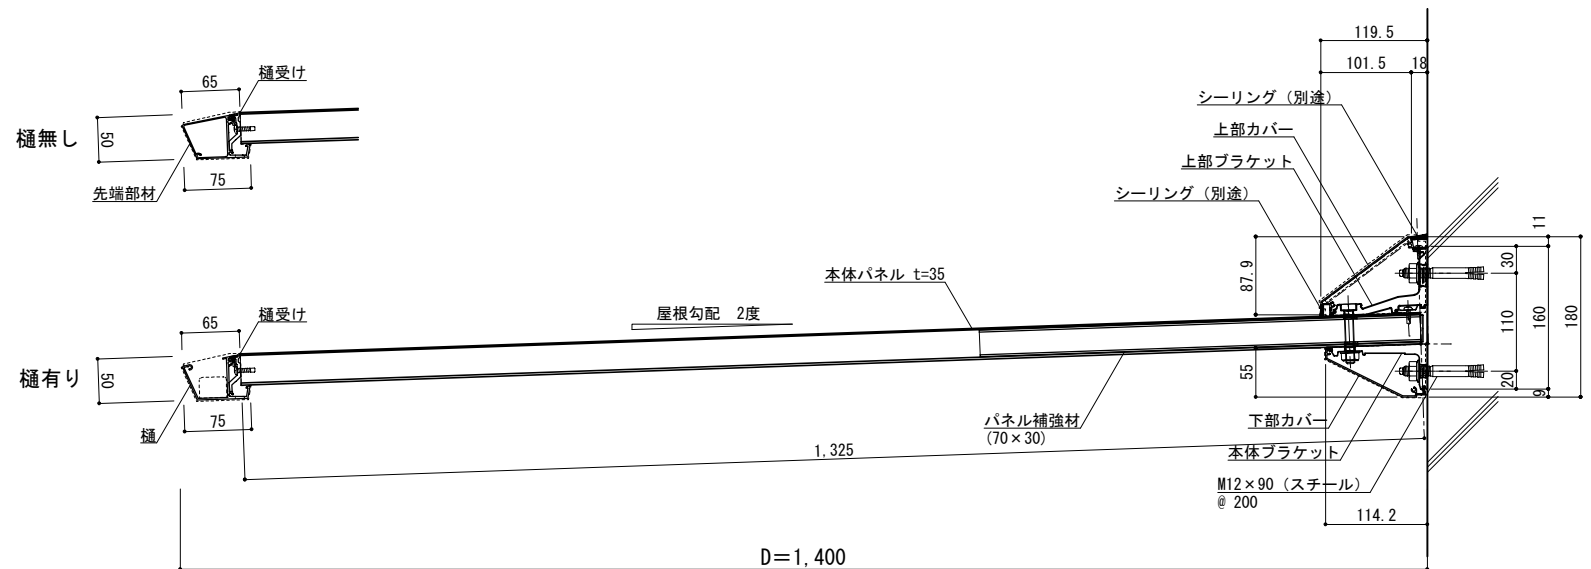 119.5
101.5
18
シーリング（別途）
上部カバー
上部ブラケット
シーリング（別途）
65
樋受け
樋無し
50
75
先端部材
11
87.9
30
110
160
180
本体パネル t=35
屋根勾配 2度
65
樋受け
樋有り
50
75
樋
55
20
9
パネル補強材
(70×30)
下部カバー
本体ブラケット
M12×90（スチール）
@ 200
1,325
114.2
D＝1,400